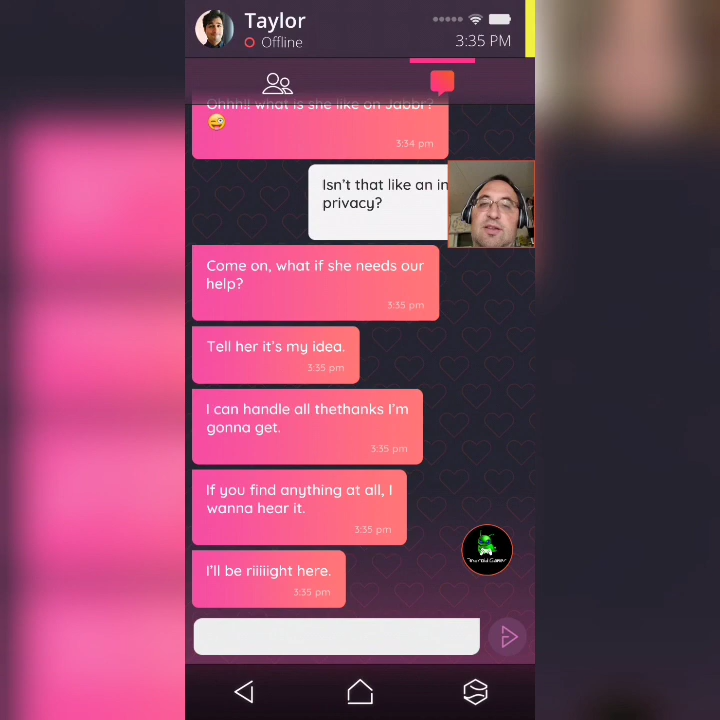 Taylor
Offline
3:35 PM
Ohhh!! what is she like on Jabbr?
3:34 pm
Isn't that like an in
privacy?
Come on, what if she needs our
help?
3:35 pm
Tell her it's my idea.
3:35 pm
I can handle all thethanks I'm
gonna get.
3:35 pm
If you find anything at all, I
wanna hear it.
3:35 pm
Android Gamer
I'll be riiiiight here.
3:35 pm